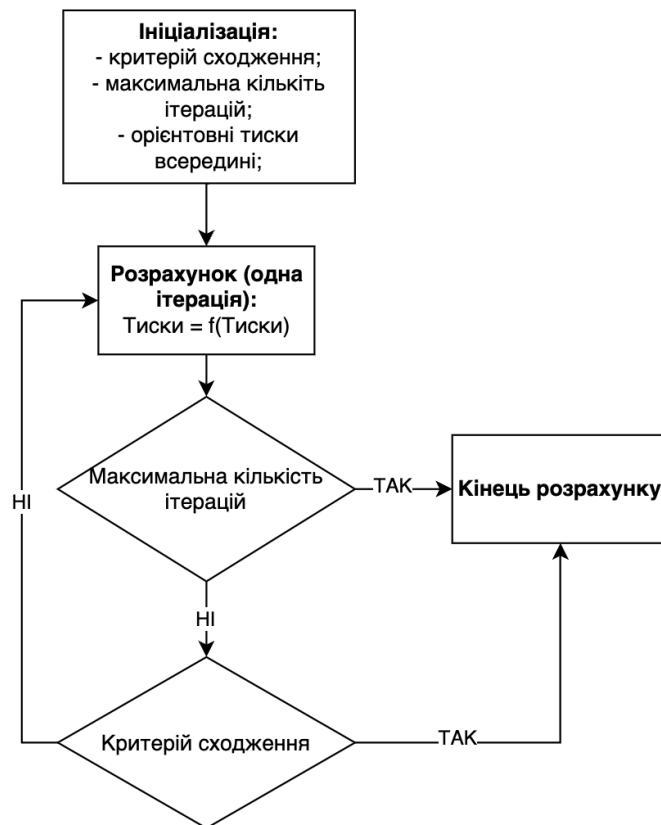 Ініціалізація:
- критерій сходження;
- максимальна кількість
ітерацій;
- орієнтовні тиски
всередині;
Розрахунок (одна
ітерація):
Тиски = f(Тиски)
Максимальна кількість
ітерацій
ТАК
Кінець розрахунку
НІ
НІ
Критерій сходження
ТАК